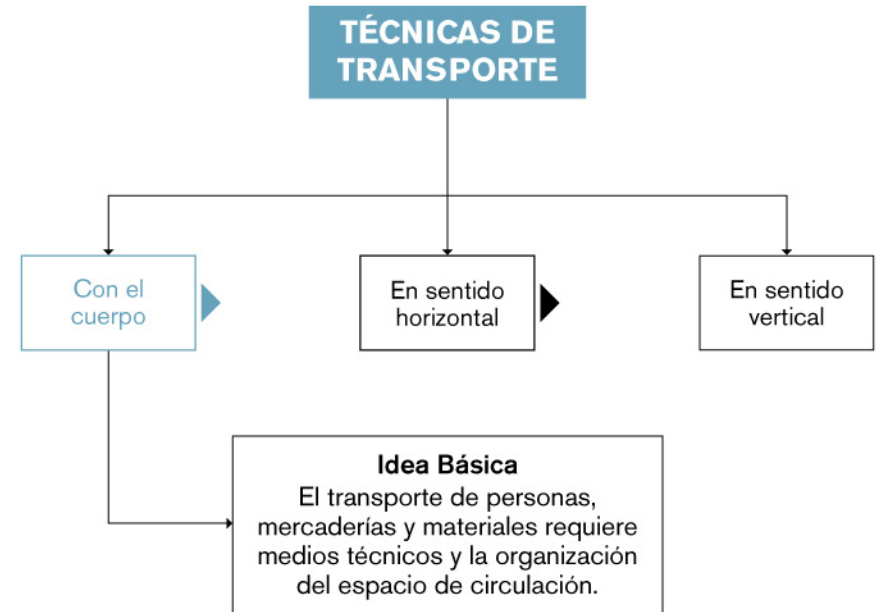 TÉCNICAS DE
TRANSPORTE
Con el
cuerpo
En sentido
horizontal
En sentido
vertical
Idea Básica
El transporte de personas,
mercaderías y materiales requiere
medios técnicos y la organización
del espacio de circulación.